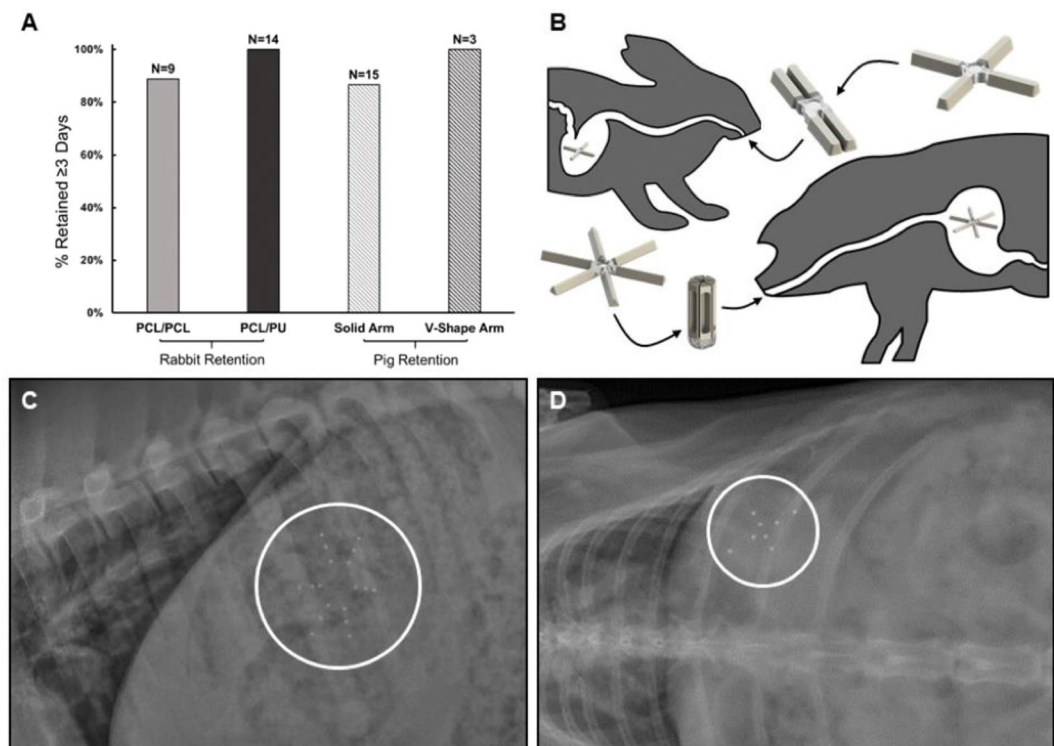 A
% Retained ≥3 Days
100%
80%
60%
40%
20%
0%
N=9
N=14
N=15
N=3
PCL/PCL
PCL/PU
Solid Arm
V-Shape Arm
Rabbit Retention
Pig Retention
B
C
D